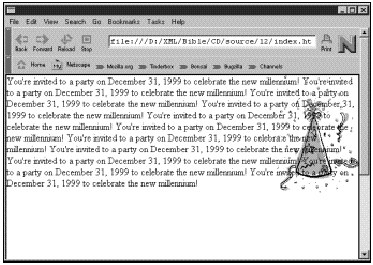 File Edit View Search Go Bookmarks Tasks Help
Back Forward Reload Stop file:///D:/XML/Bible/CD/source/12/index.ht Print N
Home Netscape Mozilla.org Tinderbox Bonsai Bugzilla Channels
You're invited to a party on December 31, 1999 to celebrate the new millennium! You're invited
to a party on December 31, 1999 to celebrate the new millennium! You're invited to a party on
December 31, 1999 to celebrate the new millennium! You're invited to a party on December 31,
1999 to celebrate the new millennium! You're invited to a party on December 31, 1999 to
celebrate the new millennium! You're invited to a party on December 31, 1999 to celebrate the
new millennium! You're invited to a party on December 31, 1999 to celebrate the new
millennium! You're invited to a party on December 31, 1999 to celebrate the new millennium!
You're invited to a party on December 31, 1999 to celebrate the new millennium! You're invited
to a party on December 31, 1999 to celebrate the new millennium! You're invited to a party on
December 31, 1999 to celebrate the new millennium!